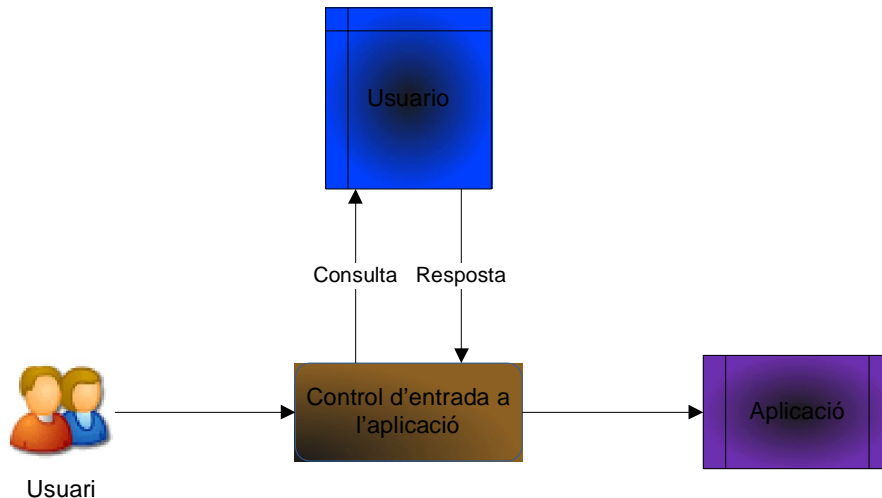 Usuario
Consulta Resposta
Control d'entrada a
l'aplicació
Aplicació
Usuari